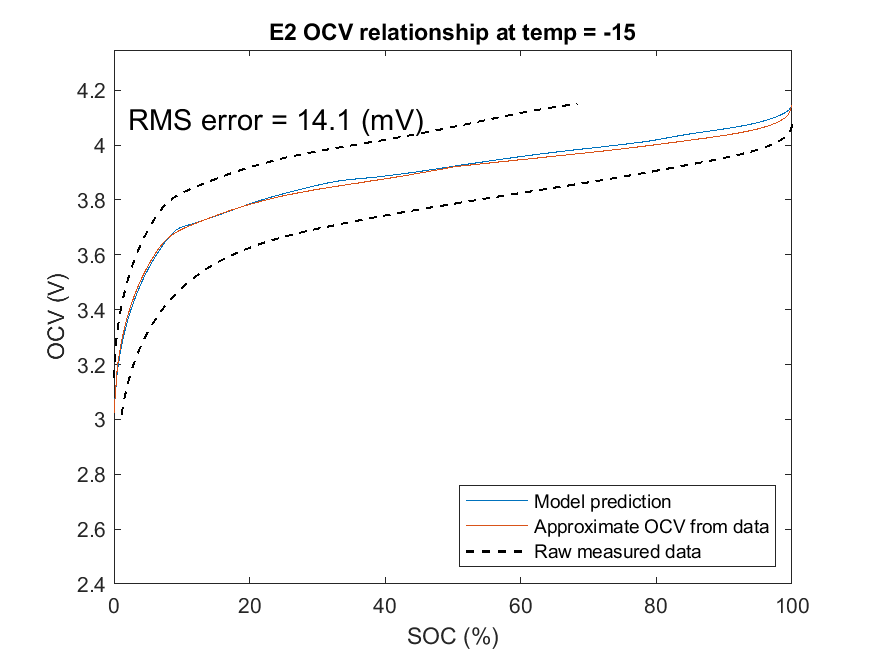 E2 OCV relationship at temp = -15
RMS error = 14.1 (mV)
OCV (V)
4.2
4
3.8
3.6
3.4
3.2
3
2.8
2.6
2.4
0
20
40
60
80
100
SOC (%)
Model prediction
Approximate OCV from data
Raw measured data